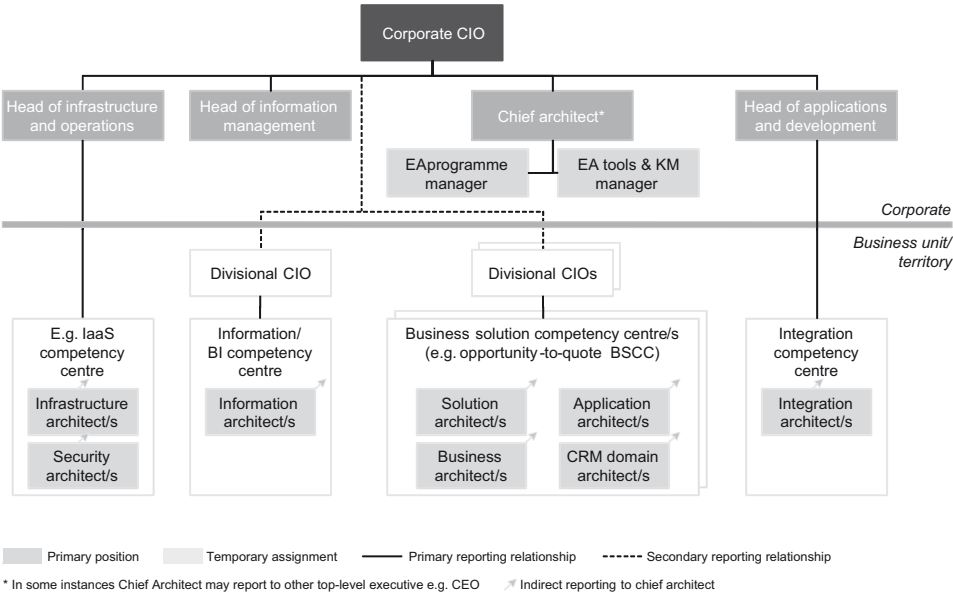 Corporate CIO
Head of infrastructure
and operations
Head of information
management
Chief architect*
Head of applications
and development
EAprogramme
manager
EA tools & KM
manager
Corporate
Business unit/
territory
Divisional CIO
Divisional CIOs
E.g. IaaS
competency
centre
Infrastructure
architect/s
Security
architect/s
Information/
BI competency
centre
Information
architect/s
Business solution competency centre/s
(e.g. opportunity-to-quote BSCC)
Solution
architect/s
Application
architect/s
Business
architect/s
CRM domain
architect/s
Integration
competency
centre
Integration
architect/s
Primary position
Temporary assignment
Primary reporting relationship
Secondary reporting relationship
* In some instances Chief Architect may report to other top-level executive e.g. CEO
Indirect reporting to chief architect